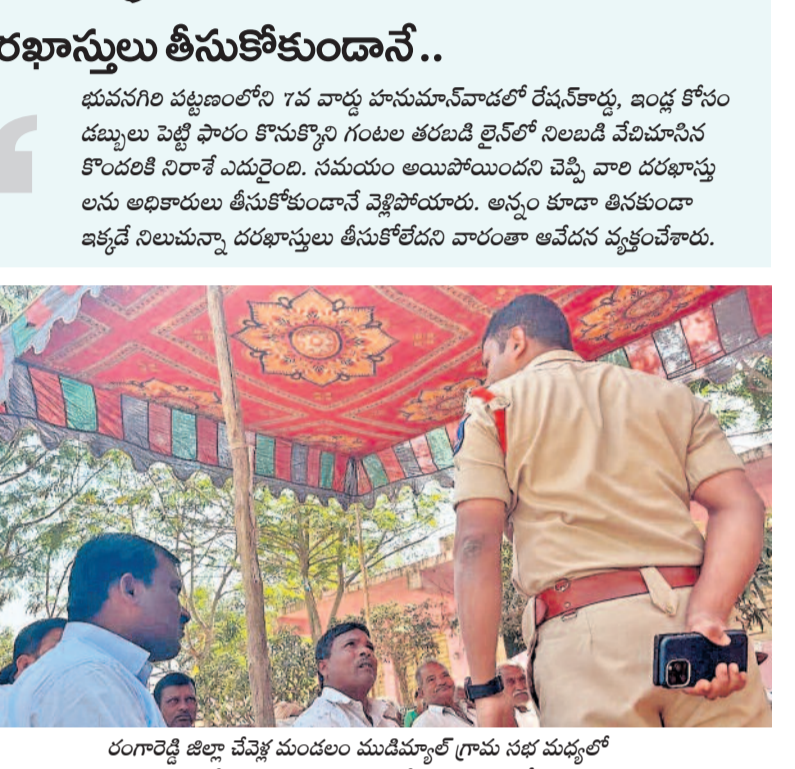 దరఖాస్తులు తీసుకోకుండానే..
భువనగిరి పట్టణంలోని 7వ వార్డు హనుమాన్‌వాడలో రేషన్‌కార్డు, ఇండ్ల కోసం
డబ్బులు పెట్టి ఫారం కొనుక్కొని గంటల తరబడి లైన్‌లో నిలబడి వేచిచూసిన
కొందరికి నిరాశే ఎదురైంది. సమయం అయిపోయిందని చెప్పి వారి దరఖాస్తు
లను అధికారులు తీసుకోకుండానే వెళ్లిపోయారు. అన్నం కూడా తినకుండా
ఇక్కడే నిలుచున్నా దరఖాస్తులు తీసుకోలేదని వారంతా ఆవేదన వ్యక్తంచేశారు.
రంగారెడ్డి జిల్లా చేవెళ్ల మండలం ముడిమ్యాల్ గ్రామ సభ మధ్యలో